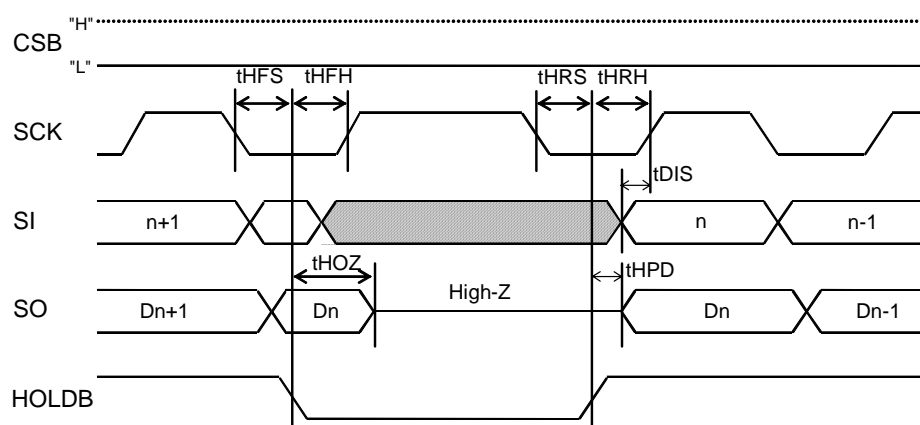 "H"
CSB
"L"
tHFS tHFH tHRS tHRH
SCK
tDIS
SI n+1 n n-1
tHOZ tHPD
High-Z
SO Dn+1 Dn Dn Dn-1
HOLDB